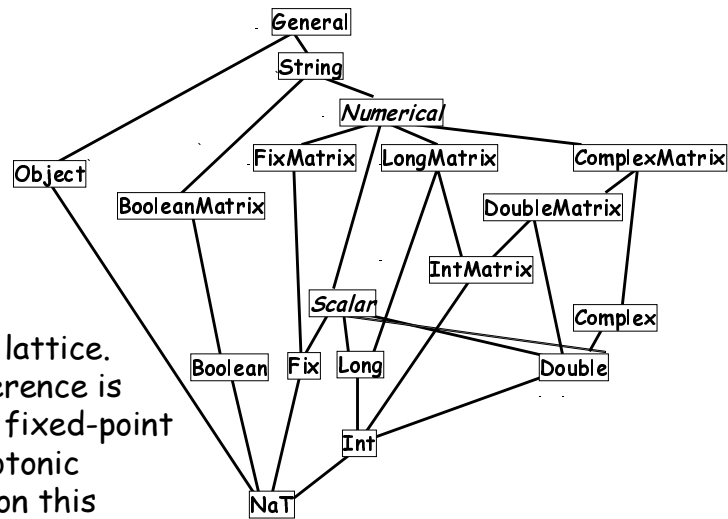 General
String
Numerical
FixMatrix LongMatrix ComplexMatrix
Object
BooleanMatrix DoubleMatrix
IntMatrix
Scalar
Complex
lattice.
Boolean Fix Long Double
erence is
fixed-point
otonic
Int
on this
NaT